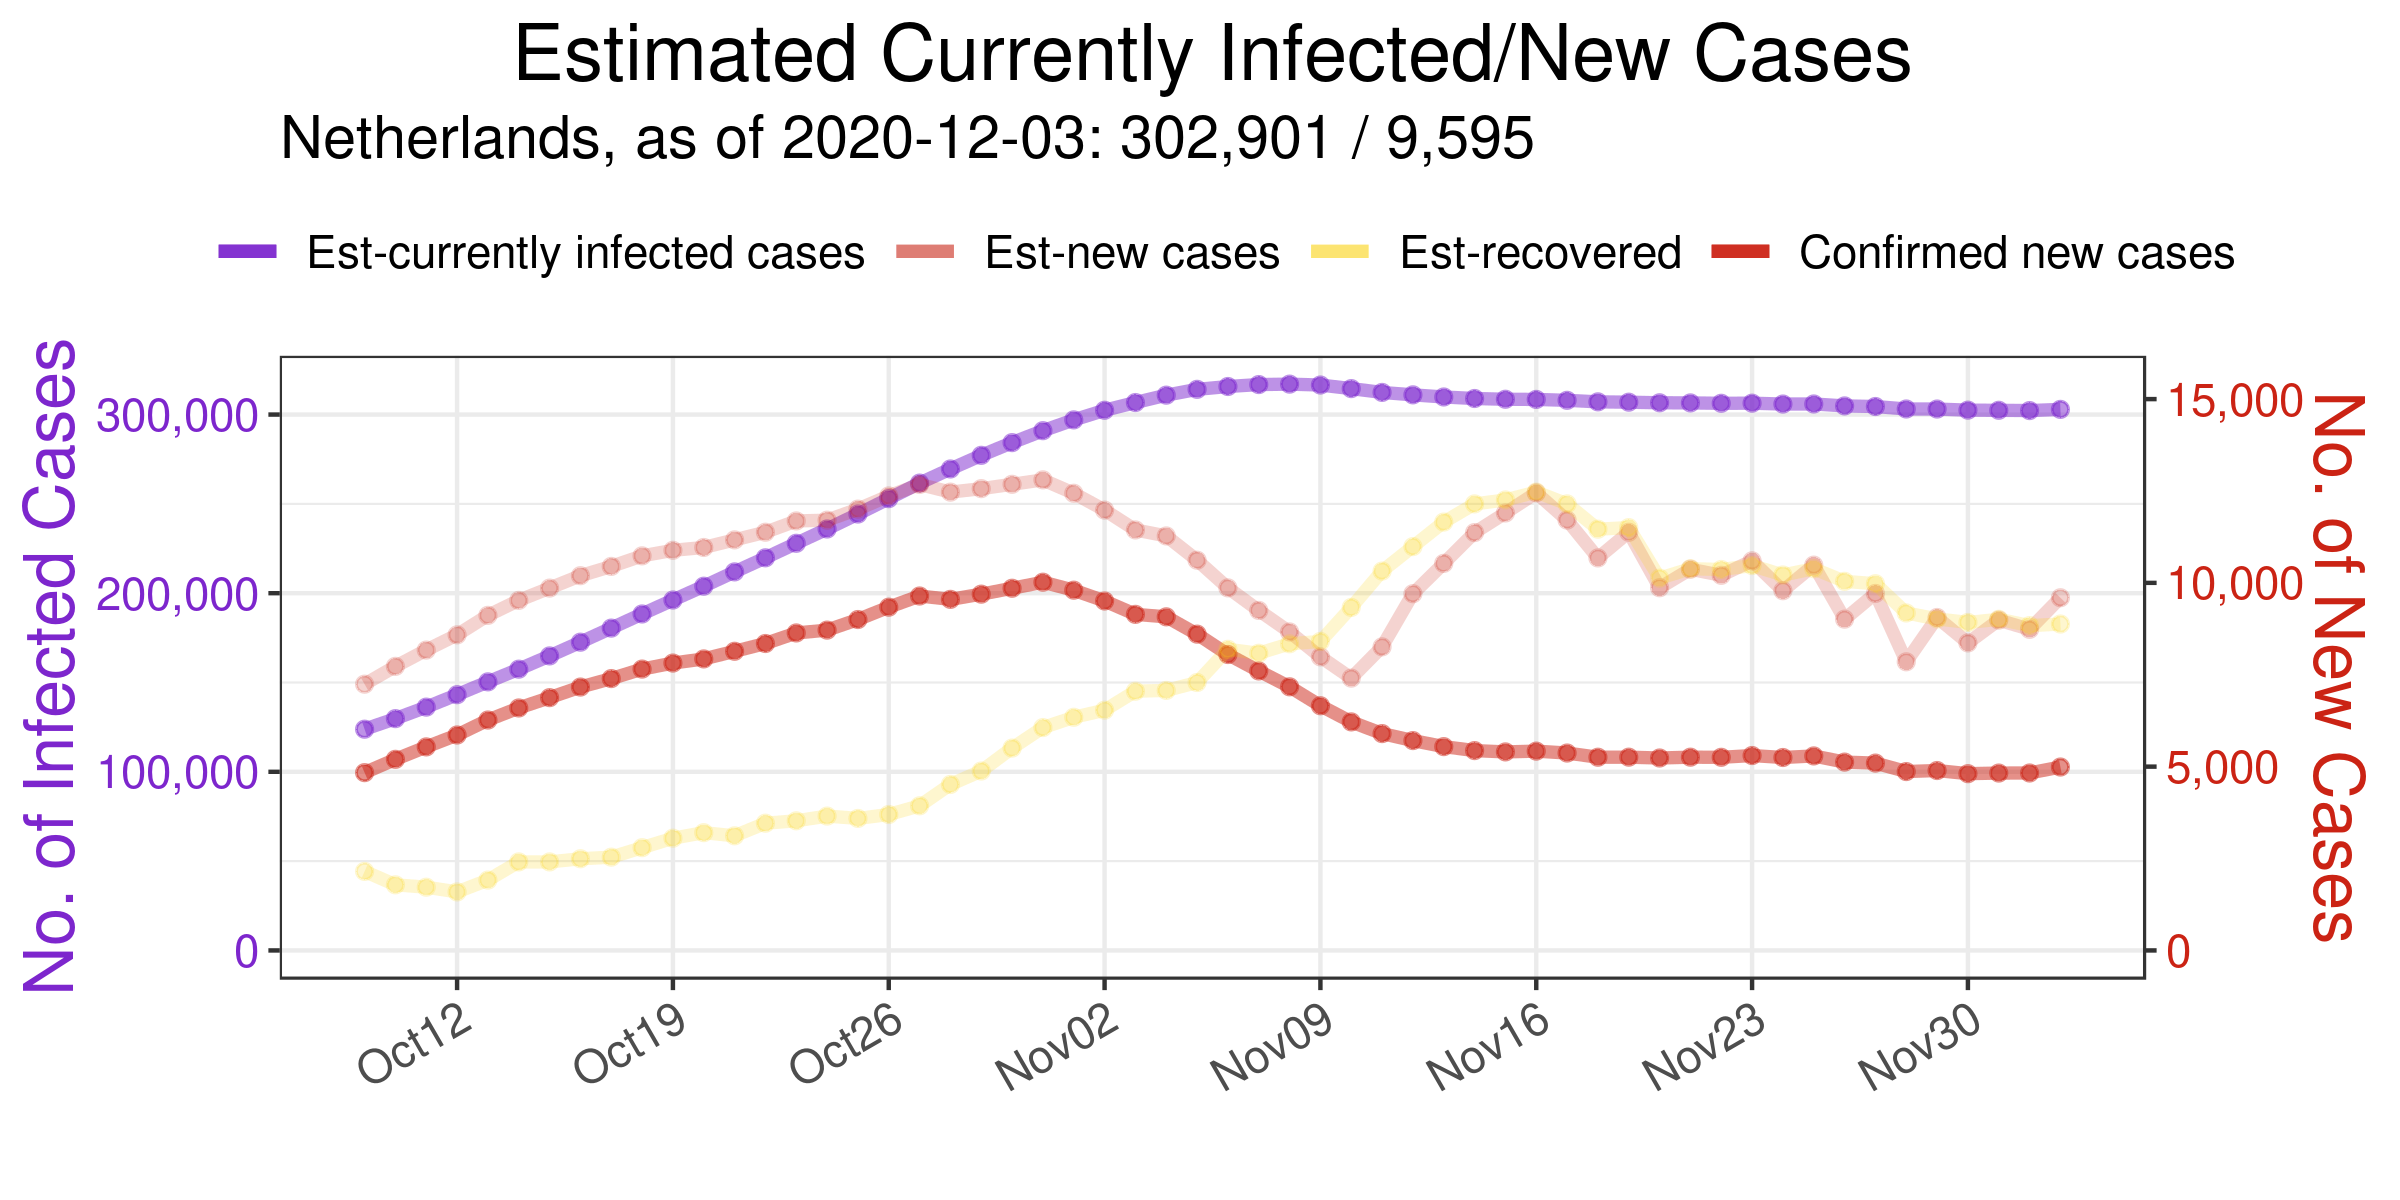 Estimated Currently Infected/New Cases
Netherlands, as of 2020-12-03: 302,901 / 9,595
Est-currently infected cases Est-new cases Est-recovered Confirmed new cases
No. of Infected Cases
300,000
200,000
100,000
0
15,000
10,000
5,000
0
No. of New Cases
Oct12 Oct19 Oct26 Nov02 Nov09 Nov16 Nov23 Nov30